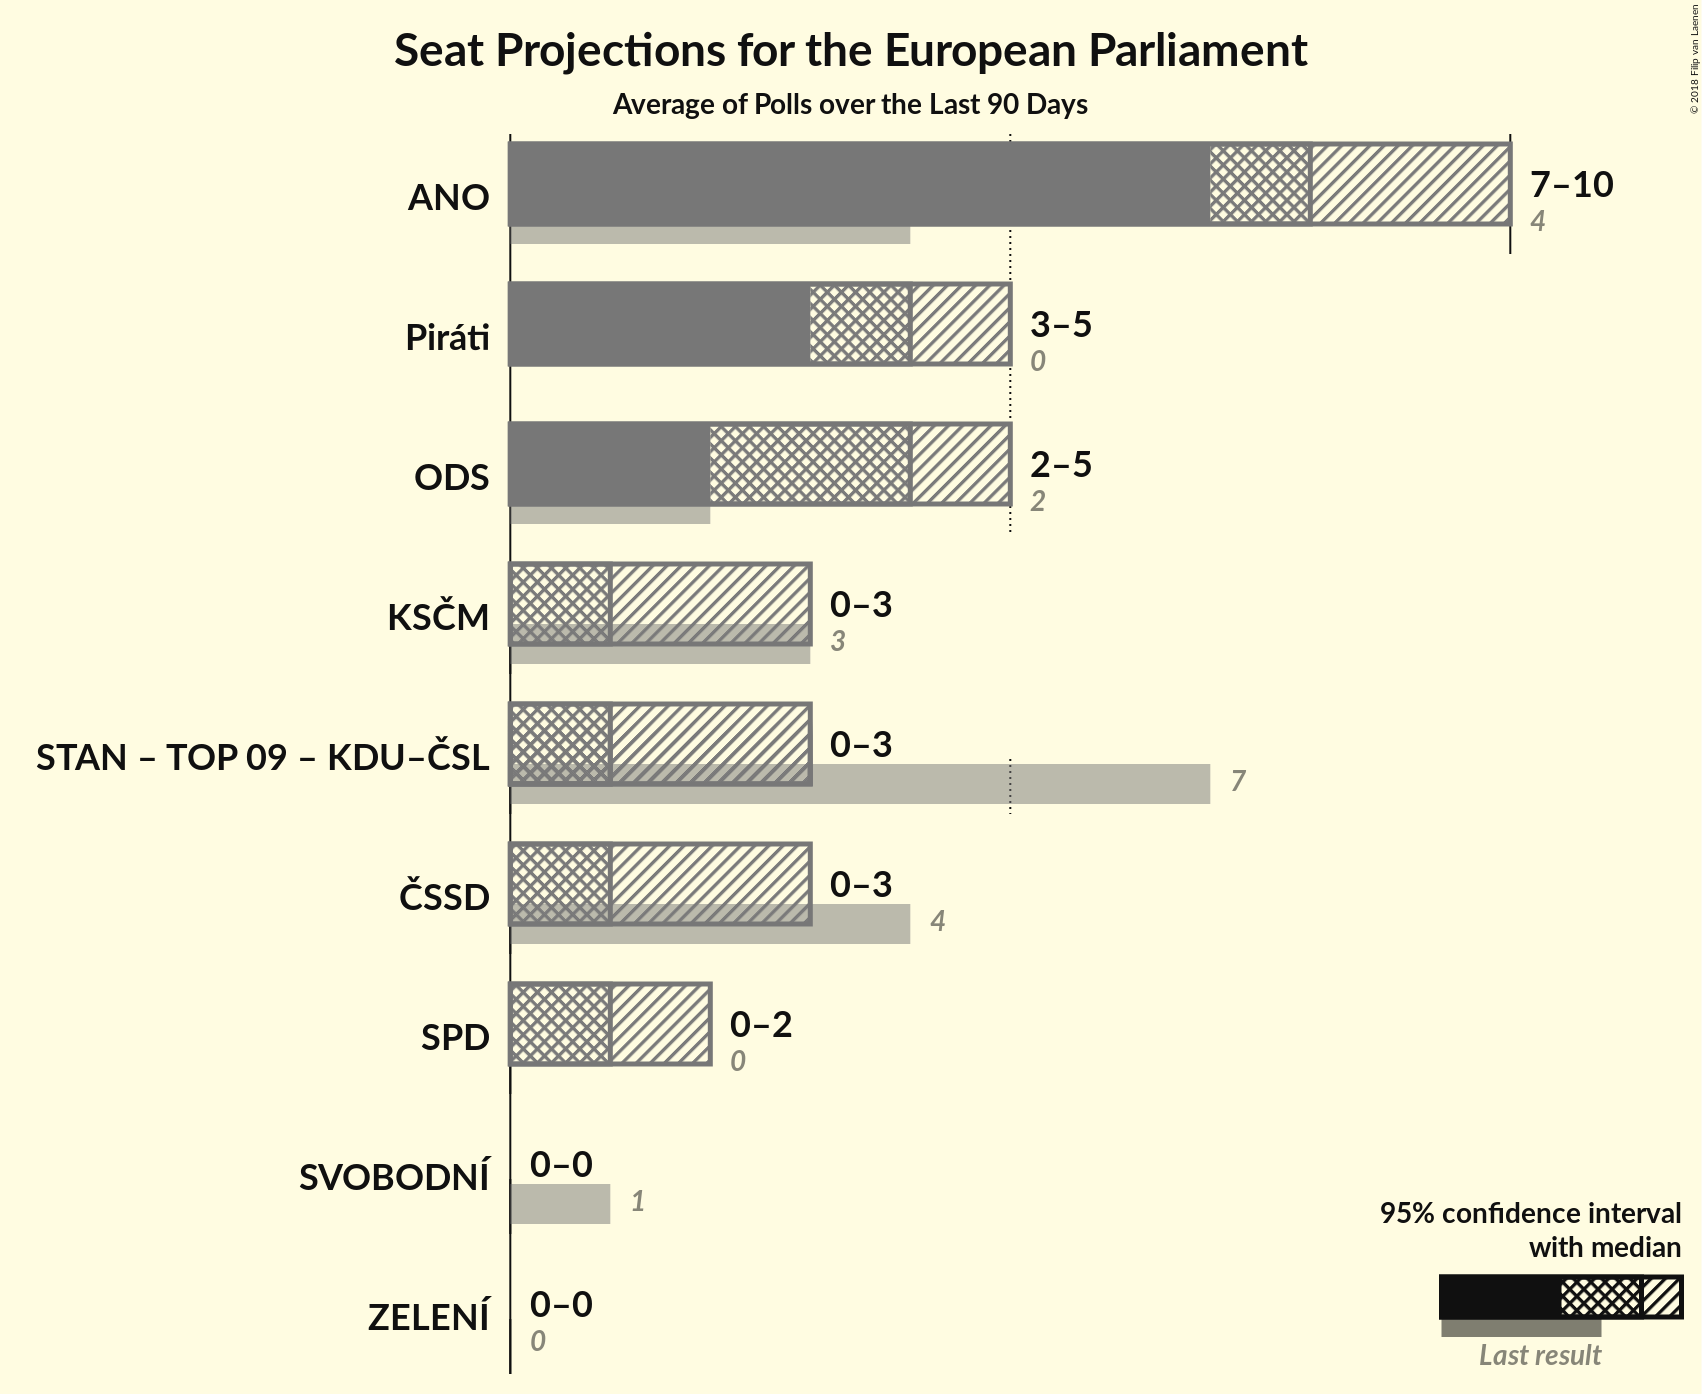 Seat Projections for the European Parliament
Average of Polls over the Last 90 Days
© 2018 Filip van Laenen
ANO
7–10
4
Piráti
3–5
0
ODS
2–5
2
KSČM
0–3
3
STAN – TOP 09 – KDU–ČSL
0–3
7
ČSSD
0–3
4
SPD
0–2
0
SVOBODNÍ
0–0
1
ZELENÍ
0–0
0
95% confidence interval
with median
Last result